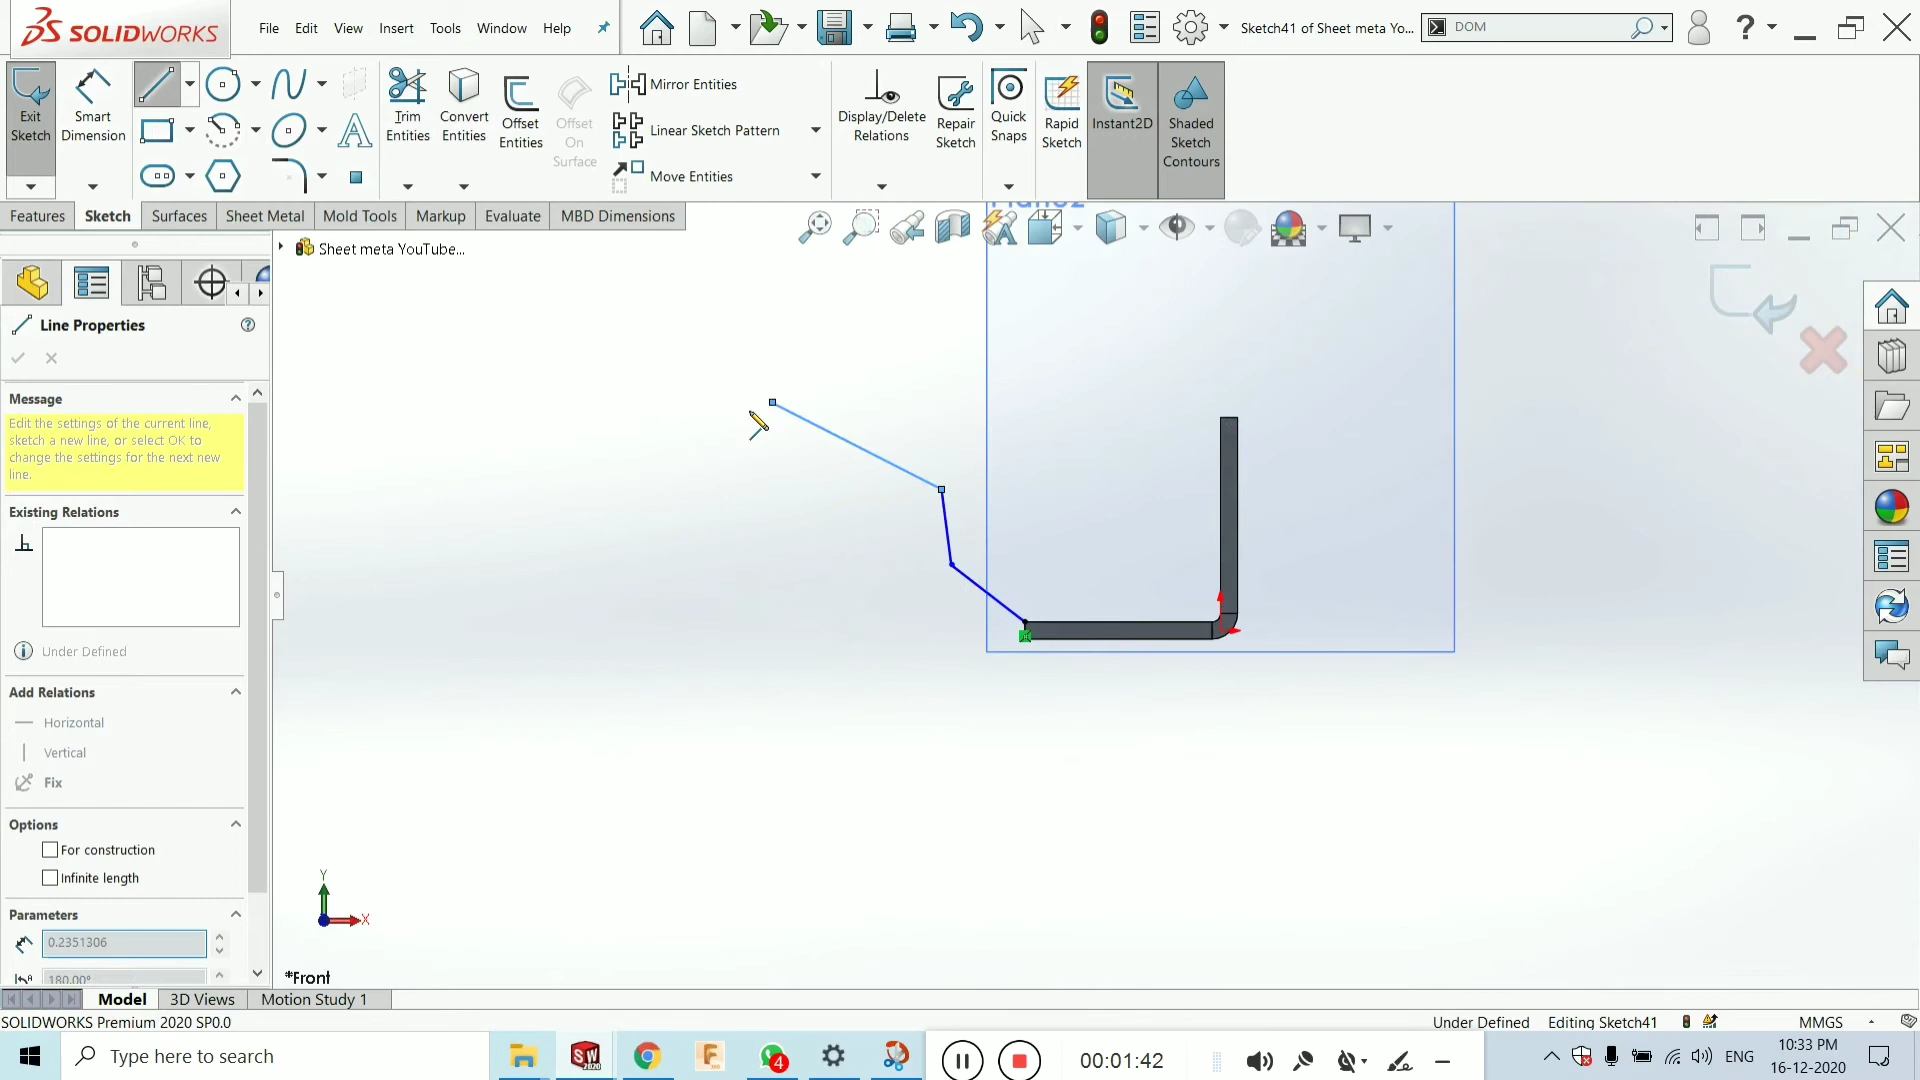 SOLIDWORKS
File
Edit
View
Insert
Tools
Window
Help
Sketch41 of Sheet meta Yo...
DOM
Exit
Sketch
Smart
Dimension
Trim
Entities
Convert
Entities
Offset
Entities
Offset
On
Surface
Mirror Entities
Linear Sketch Pattern
Move Entities
Display/Delete
Relations
Repair
Sketch
Quick
Snaps
Rapid
Sketch
Instant2D
Shaded
Sketch
Contours
Features
Sketch
Surfaces
Sheet Metal
Mold Tools
Markup
Evaluate
MBD Dimensions
Sheet meta YouTube...
Line Properties
Message
Edit the settings of the current line,
sketch a new line, or select OK to
change the settings for the next new
line.
Existing Relations
Under Defined
Add Relations
Horizontal
Vertical
Fix
Options
For construction
Infinite length
Parameters
0.2351306
180.00°
Y
X
*Front
Model
3D Views
Motion Study 1
SOLIDWORKS Premium 2020 SP0.0
Under Defined
Editing Sketch41
MMGS
Type here to search
SW
2020
4
00:01:42
ENG
10:33 PM
16-12-2020